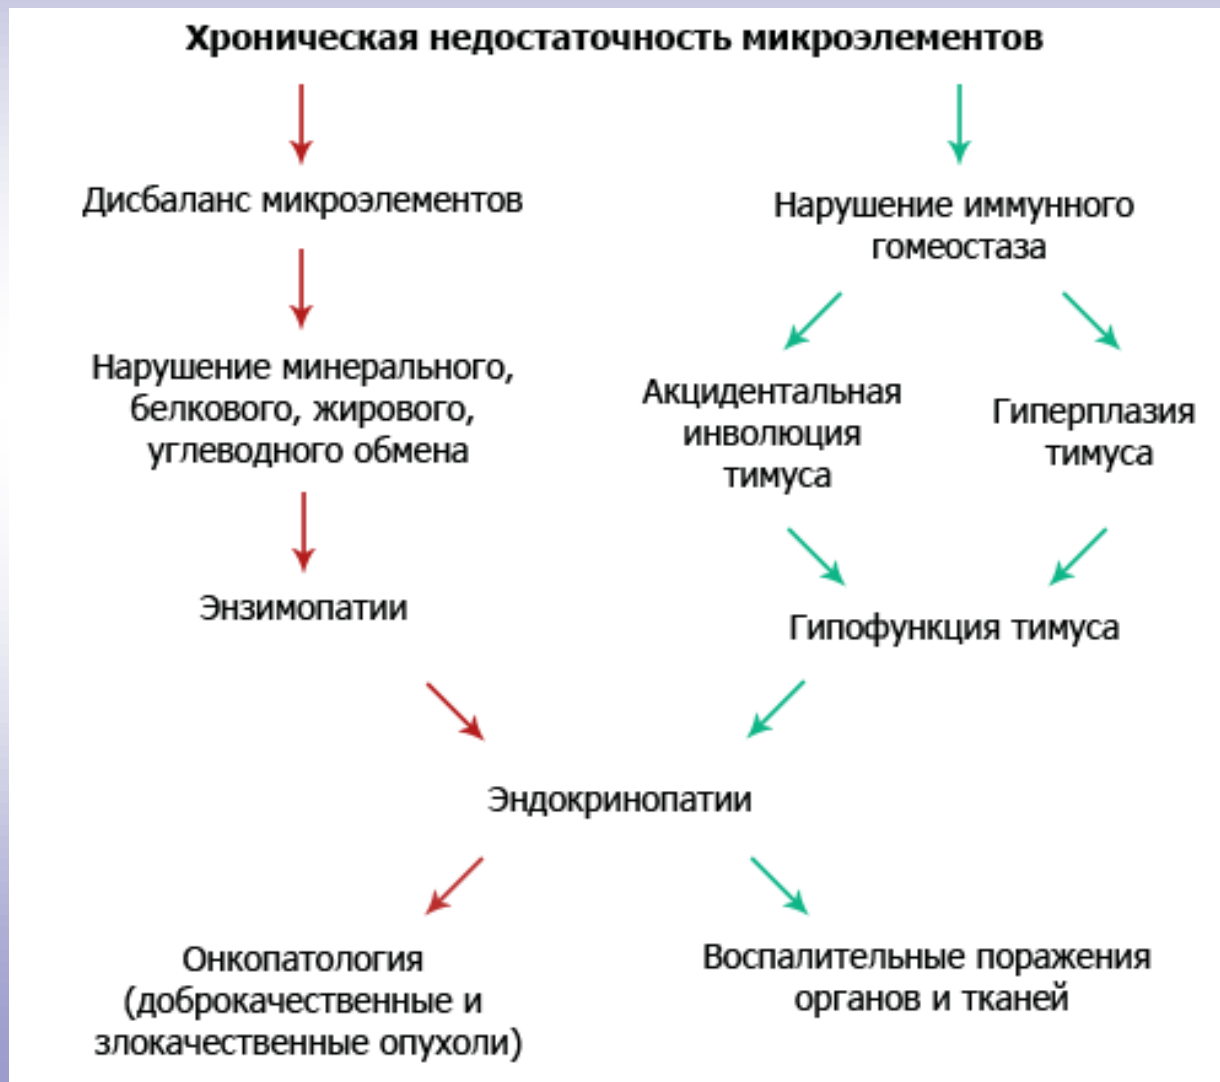 Хроническая недостаточность микроэлементов
Дисбаланс микроэлементов
Нарушение иммунного
гомеостаза
Нарушение минерального,
белкового, жирового,
углеводного обмена
Акцидентальная
инволюция
тимуса
Гиперплазия
тимуса
Энзимопатии
Гипофункция тимуса
Эндокринопатии
Онкопатология
(доброкачественные и
злокачественные опухоли)
Воспалительные поражения
органов и тканей